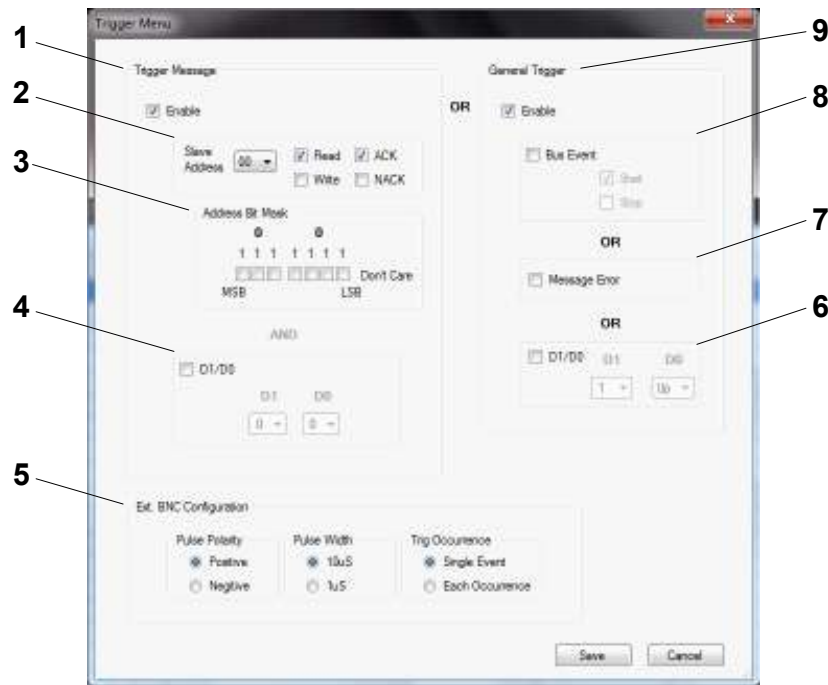 Trigger Menu
1
2
3
4
5
9
8
7
6
Trigger Message
Enable
Slave Address 00 Read ACK
Write NACK
Address Bit Mask
0 0
1 1 1 1 1 1 1
Don't Care
MSB LSB
AND
D1/D0
D1 D0
0 0
OR
General Trigger
Enable
Bus Event
Start
Stop
OR
Message Error
OR
D1/D0 D1 D0
1 Up
Ext. BNC Configuration
Pulse Polarity
Positive
Negitive
Pulse Width
10uS
1uS
Trig Occurrence
Single Event
Each Occurrence
Save Cancel